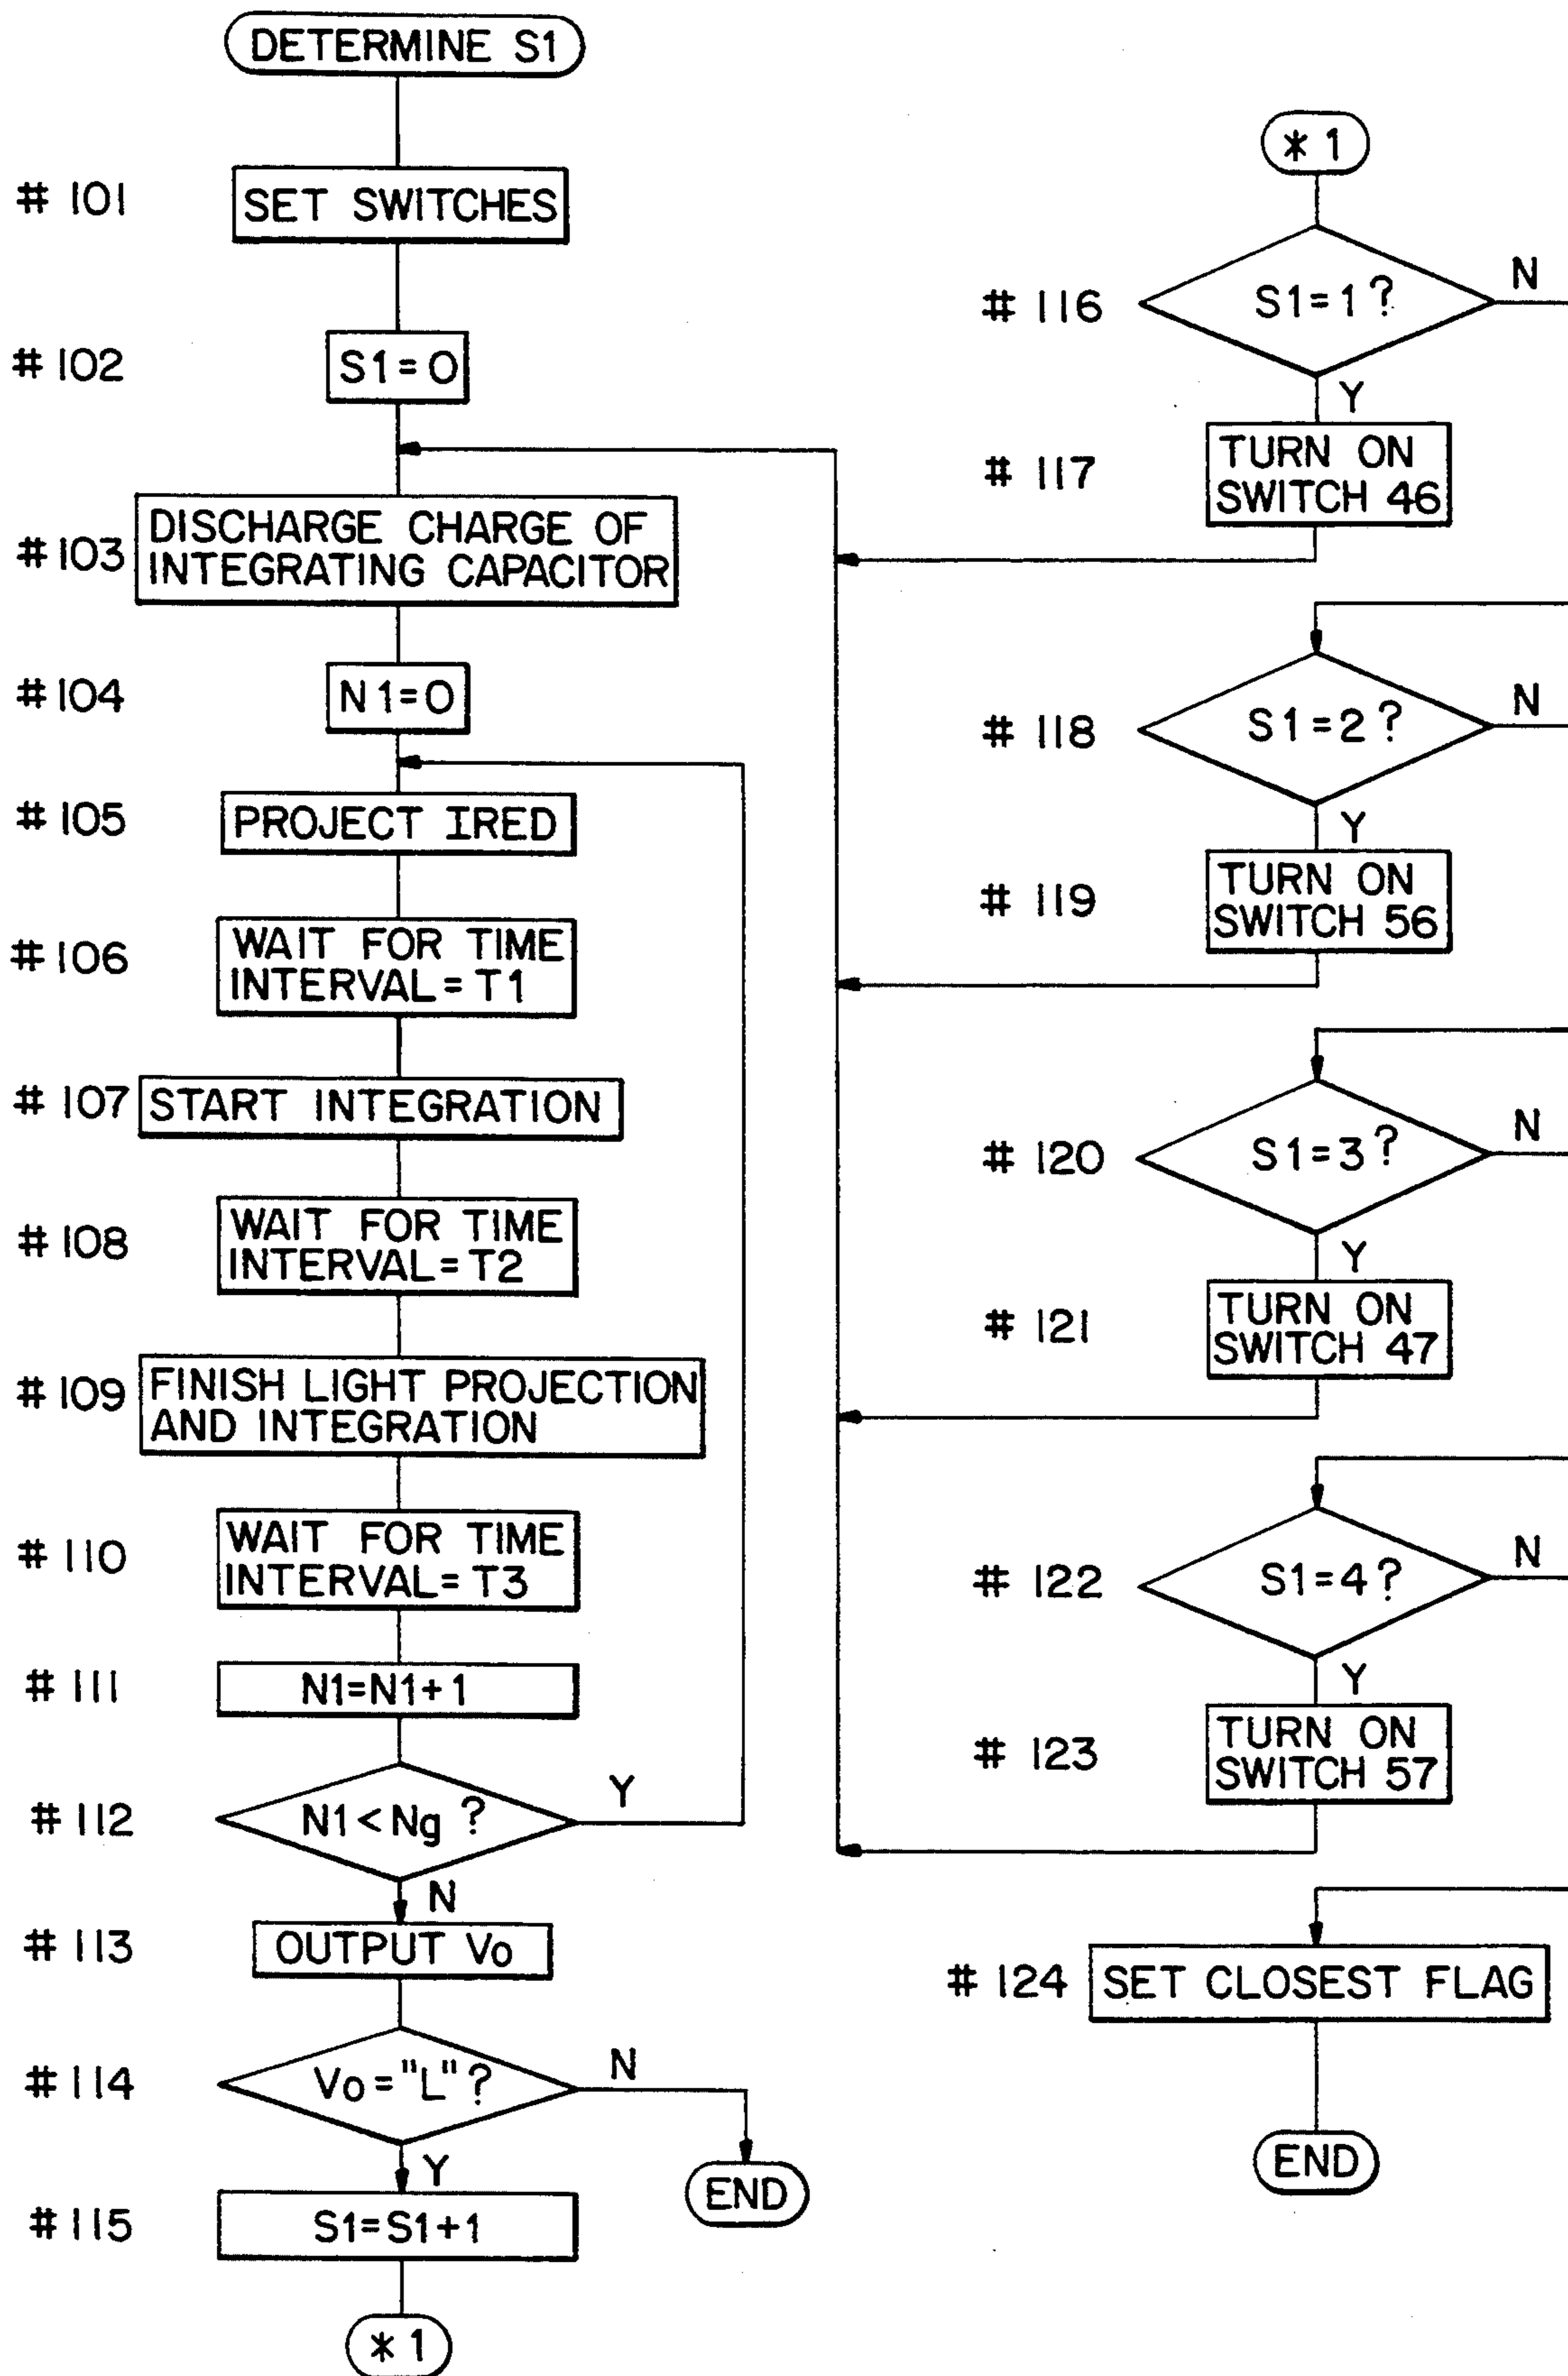 DETERMINE S1
# 101
SET SWITCHES
# 102
S1=0
# 103
DISCHARGE CHARGE OF
INTEGRATING CAPACITOR
# 104
N1=0
# 105
PROJECT IRED
# 106
WAIT FOR TIME
INTERVAL=T1
# 107
START INTEGRATION
# 108
WAIT FOR TIME
INTERVAL=T2
# 109
FINISH LIGHT PROJECTION
AND INTEGRATION
# 110
WAIT FOR TIME
INTERVAL=T3
# 111
N1=N1+1
# 112
N1<Ng ?
Y
N
# 113
OUTPUT Vo
# 114
Vo="L"?
N
END
Y
# 115
S1=S1+1
*1
*1
# 116
S1=1?
N
Y
# 117
TURN ON
SWITCH 46
# 118
S1=2?
N
Y
# 119
TURN ON
SWITCH 56
# 120
S1=3?
N
Y
# 121
TURN ON
SWITCH 47
# 122
S1=4?
N
Y
# 123
TURN ON
SWITCH 57
# 124
SET CLOSEST FLAG
END